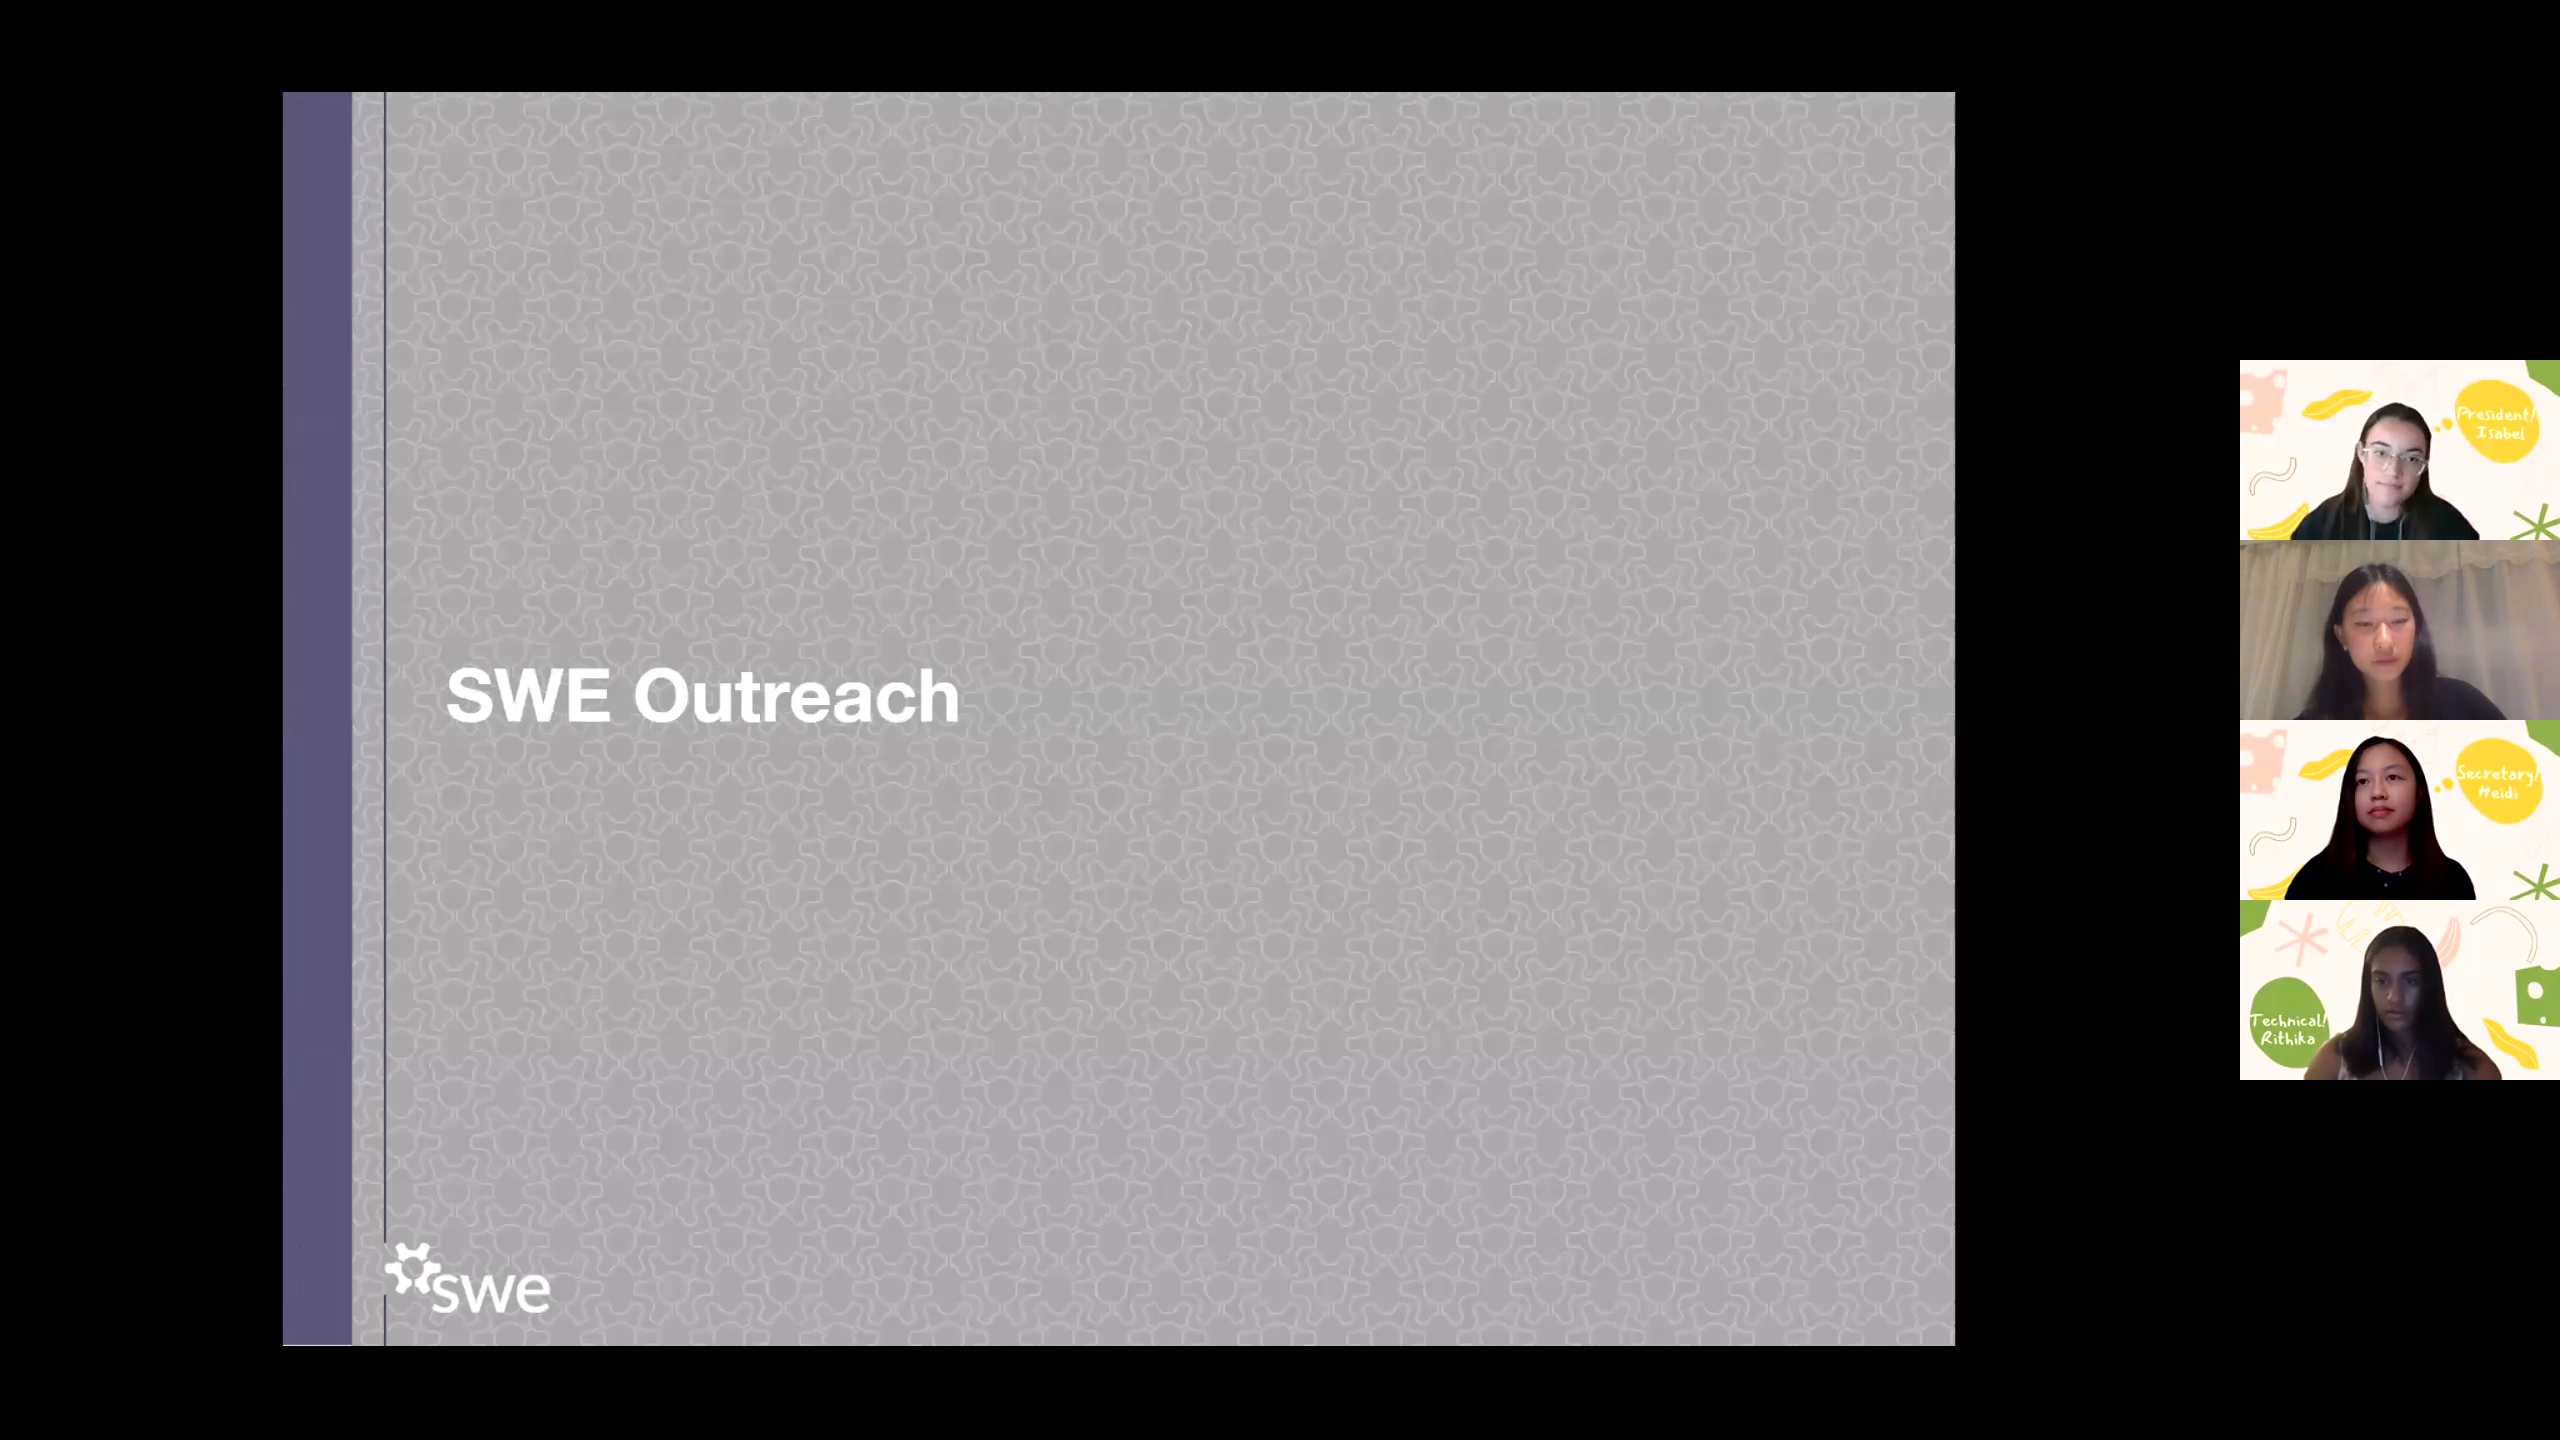 SWE Outreach
swe
President!
Isabel
Secretary!
Heidi
Technical!
Rithika